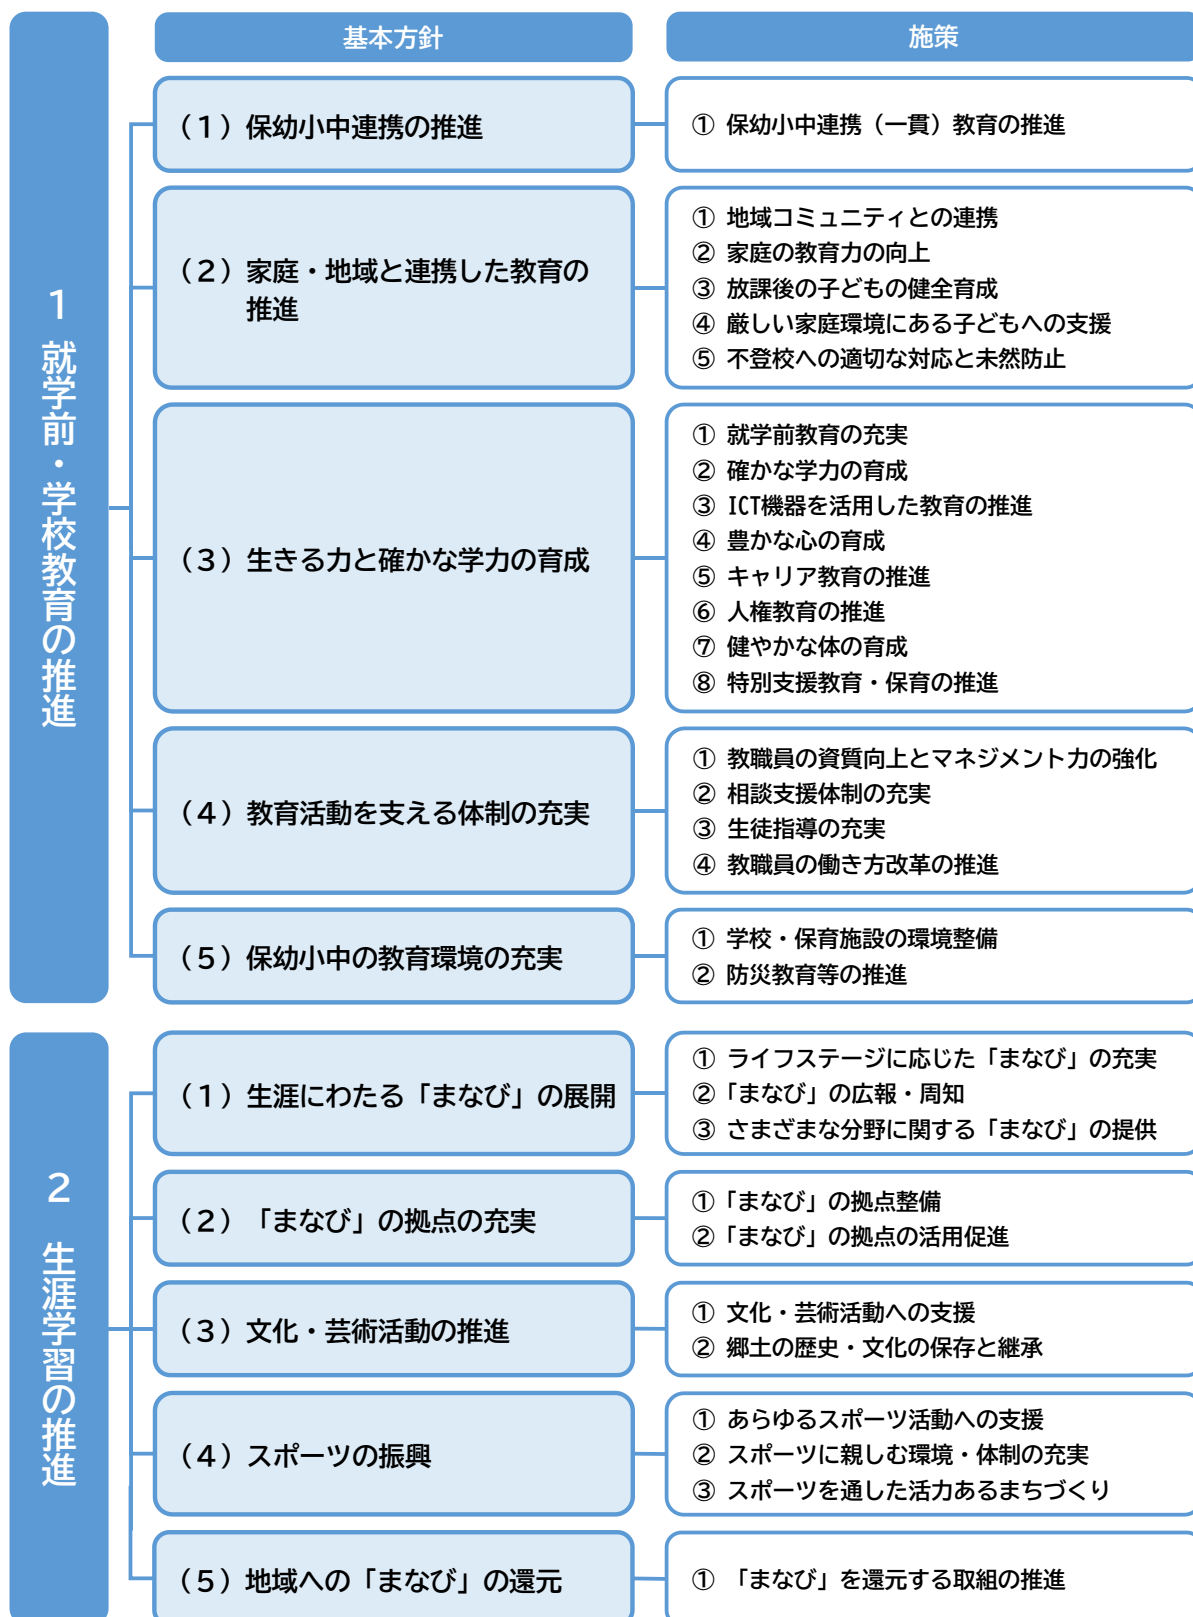 基本方針
施策
1 就学前・学校教育の推進
（1）保幼小中連携の推進
① 保幼小中連携（一貫）教育の推進
（2）家庭・地域と連携した教育の
推進
① 地域コミュニティとの連携
② 家庭の教育力の向上
③ 放課後の子どもの健全育成
④ 厳しい家庭環境にある子どもへの支援
⑤ 不登校への適切な対応と未然防止
（3）生きる力と確かな学力の育成
① 就学前教育の充実
② 確かな学力の育成
③ ICT機器を活用した教育の推進
④ 豊かな心の育成
⑤ キャリア教育の推進
⑥ 人権教育の推進
⑦ 健やかな体の育成
⑧ 特別支援教育・保育の推進
（4）教育活動を支える体制の充実
① 教職員の資質向上とマネジメント力の強化
② 相談支援体制の充実
③ 生徒指導の充実
④ 教職員の働き方改革の推進
（5）保幼小中の教育環境の充実
① 学校・保育施設の環境整備
② 防災教育等の推進
2 生涯学習の推進
（1）生涯にわたる「まなび」の展開
① ライフステージに応じた「まなび」の充実
②「まなび」の広報・周知
③ さまざまな分野に関する「まなび」の提供
（2）「まなび」の拠点の充実
①「まなび」の拠点整備
②「まなび」の拠点の活用促進
（3）文化・芸術活動の推進
① 文化・芸術活動への支援
② 郷土の歴史・文化の保存と継承
（4）スポーツの振興
① あらゆるスポーツ活動への支援
② スポーツに親しむ環境・体制の充実
③ スポーツを通した活力あるまちづくり
（5）地域への「まなび」の還元
① 「まなび」を還元する取組の推進